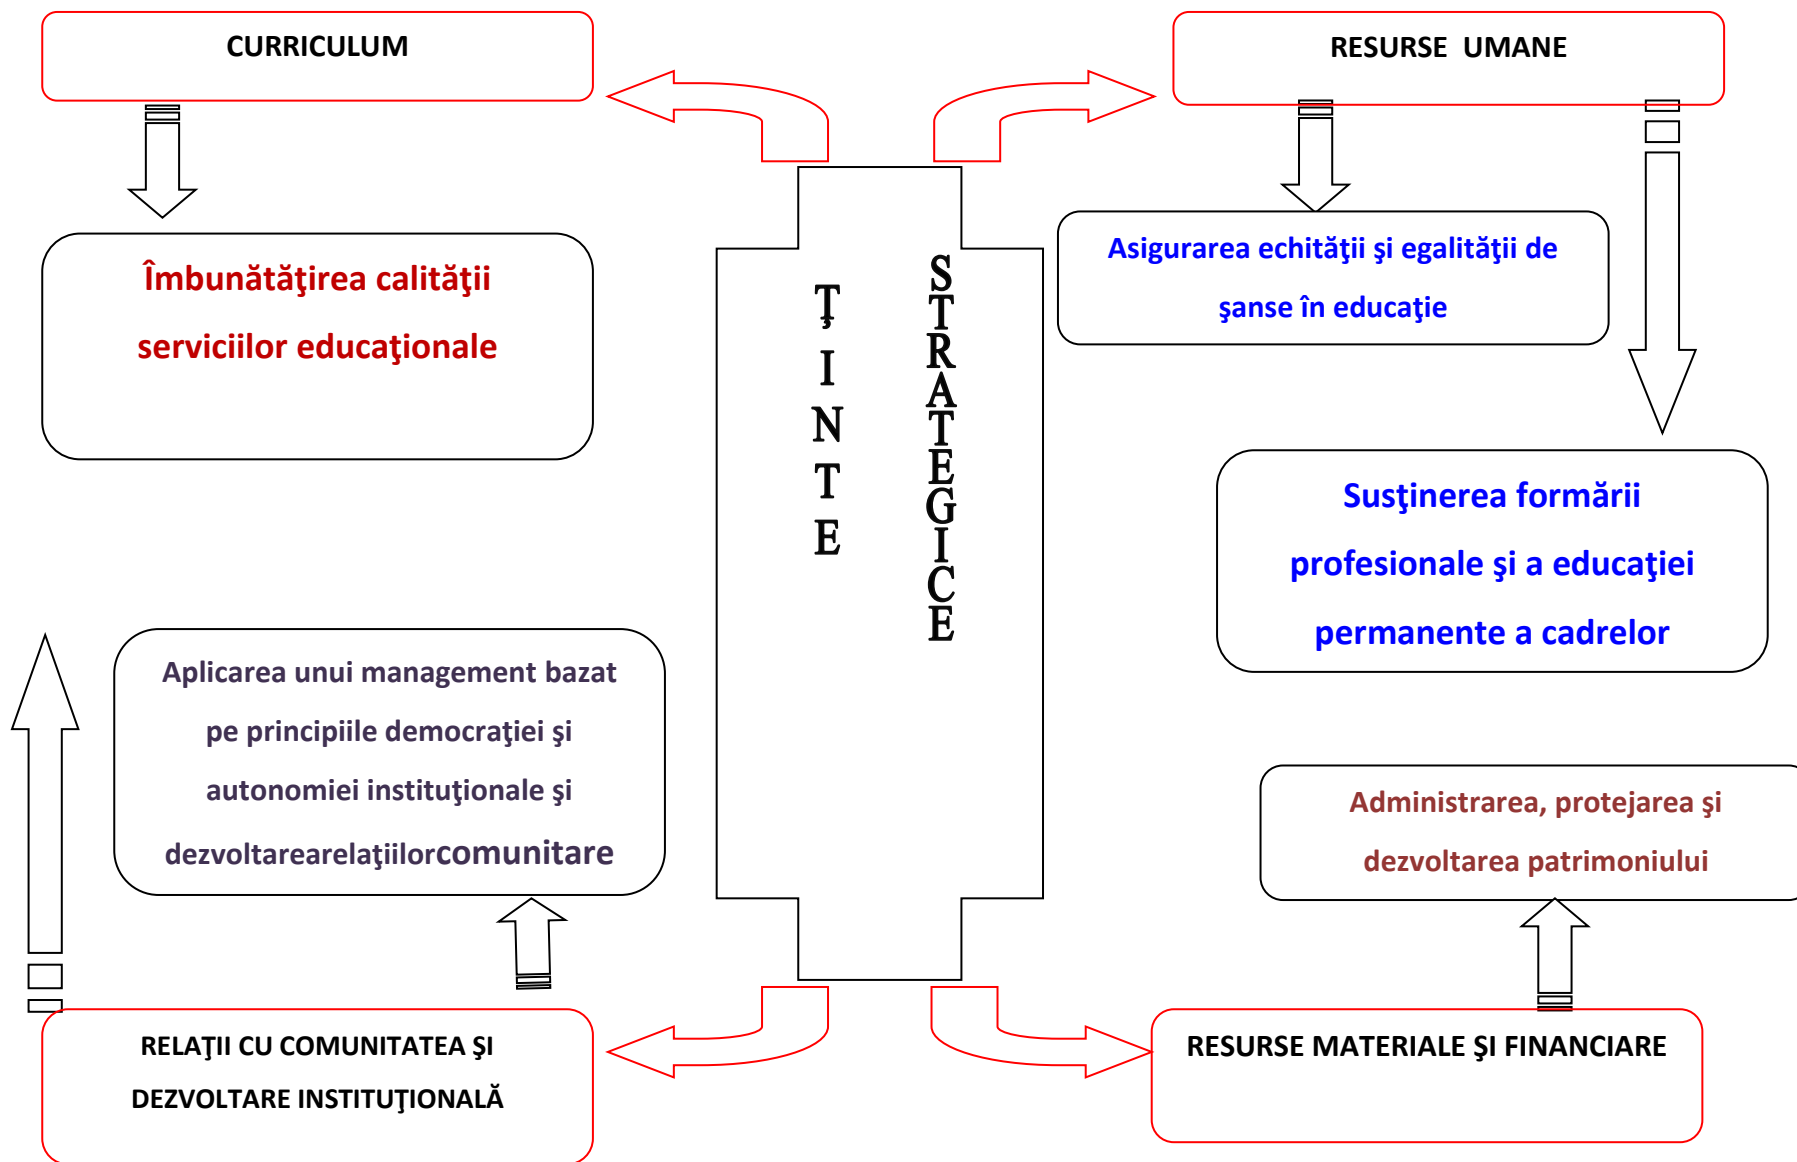 CURRICULUM
RESURSE UMANE
Îmbunătăţirea calităţii
serviciilor educaţionale
ŢINTE
STRATEGICE
Asigurarea echităţii şi egalităţii de
şanse în educaţie
Susţinerea formării
profesionale şi a educaţiei
permanente a cadrelor
Aplicarea unui management bazat
pe principiile democraţiei şi
autonomiei instituţionale şi
dezvoltarearelaţiilorcomunitare
Administrarea, protejarea şi
dezvoltarea patrimoniului
RELAŢII CU COMUNITATEA ŞI
DEZVOLTARE INSTITUŢIONALĂ
RESURSE MATERIALE ŞI FINANCIARE